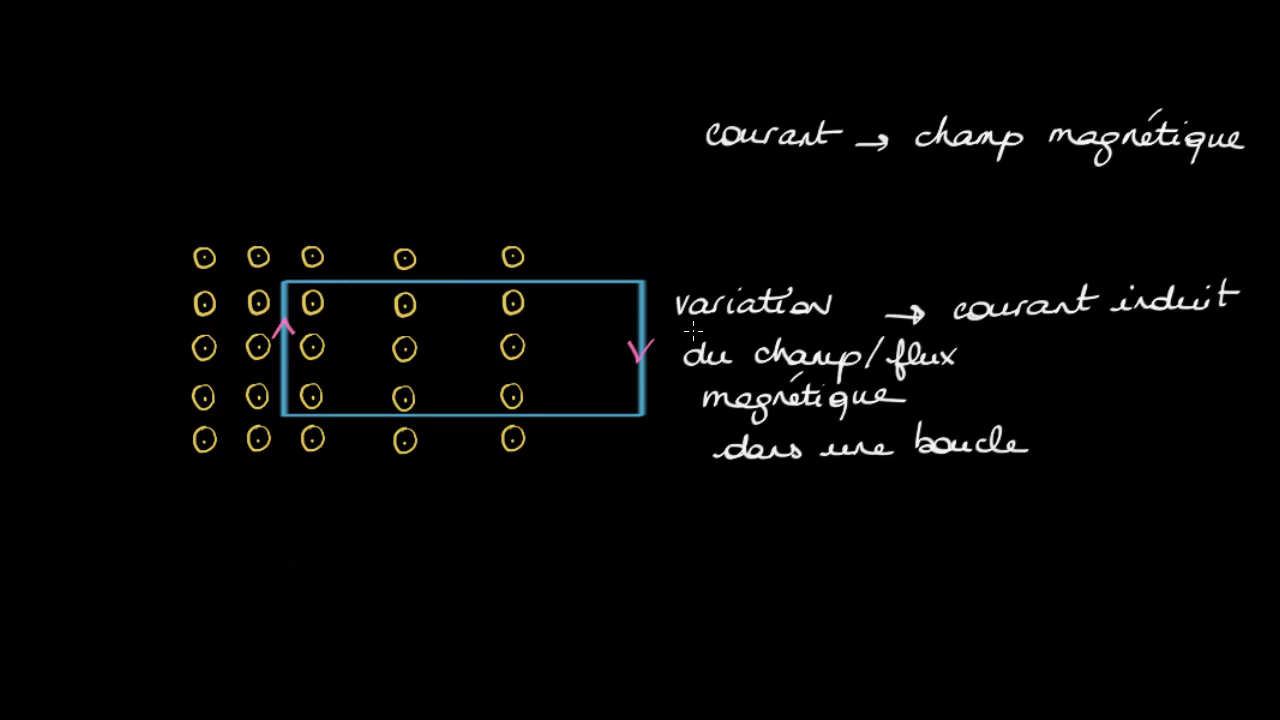 courant → champ magnétique
variation → courant induit
du champ/flux
magnétique
dans une boucle